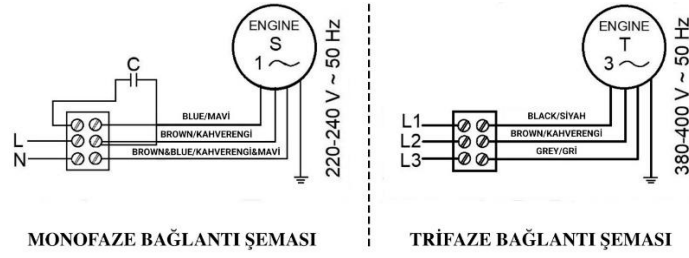 ENGINE
S
1 ~
C
BLUE/MAVİ
L
BROWN/KAHVERENGİ
N
BROWN&BLUE/KAHVERENGİ&MAVİ
220-240 V ~ 50 Hz
MONOFAZE BAĞLANTI ŞEMASI
ENGINE
T
3 ~
L1
BLACK/SİYAH
L2
BROWN/KAHVERENGİ
L3
GREY/GRİ
380-400 V ~ 50 Hz
TRİFAZE BAĞLANTI ŞEMASI